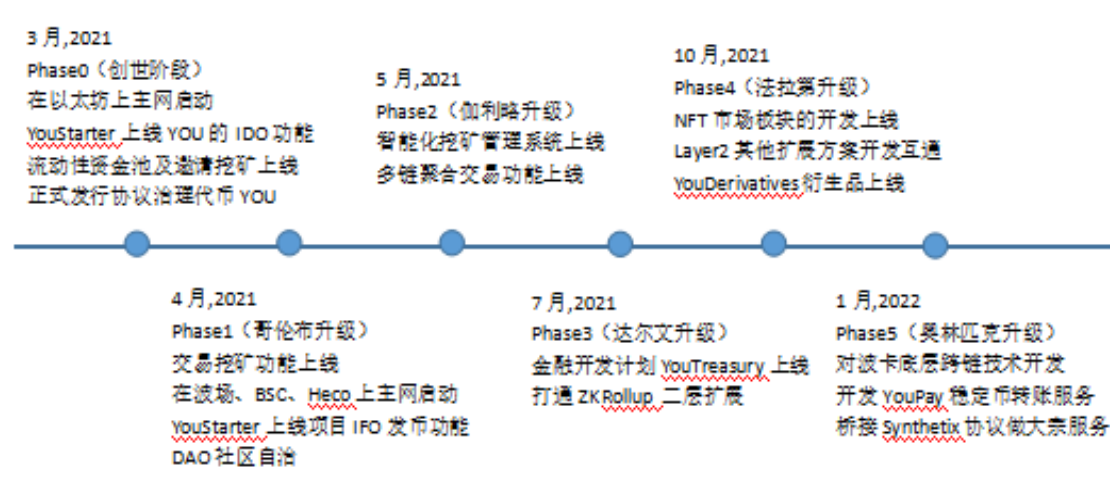 3 月,2021
Phase0（创世阶段）
在以太坊上主网启动
YouStarter 上线 YOU 的 IDO 功能
流动性资金池及邀请挖矿上线
正式发行协议治理代币 YOU
4 月,2021
Phase1（哥伦布升级）
交易挖矿功能上线
在波场、BSC、Heco 上主网启动
YouStarter 上线项目 IFO 发币功能
DAO 社区自治
5 月,2021
Phase2（伽利略升级）
智能化挖矿管理系统上线
多链聚合交易功能上线
7 月,2021
Phase3（达尔文升级）
金融开发计划 YouTreasury 上线
打通 ZKRollup 二层扩展
10 月,2021
Phase4（法拉第升级）
NFT 市场板块的开发上线
Layer2 其他扩展方案开发互通
YouDerivatives 衍生品上线
1 月,2022
Phase5（奥林匹克升级）
对波卡底层跨链技术开发
开发 YouPay 稳定币转账服务
桥接 Synthetix 协议做大宗服务